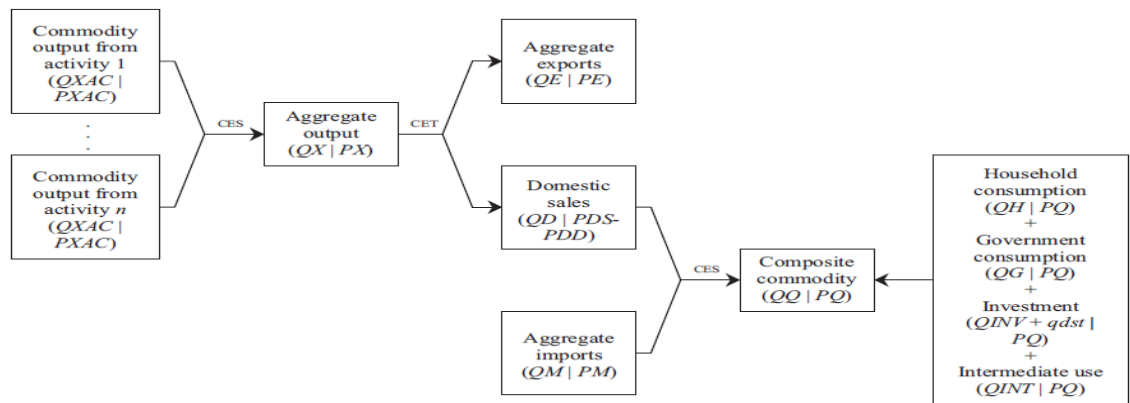 Commodity
output from
activity 1
(QXAC |
PXAC)
.
.
.
Commodity
output from
activity n
(QXAC |
PXAC)
CES
Aggregate
output
(QX | PX)
CET
Aggregate
exports
(QE | PE)
Domestic
sales
(QD | PDS-
PDD)
Aggregate
imports
(QM | PM)
CES
Composite
commodity
(QQ | PQ)
Household
consumption
(QH | PQ)
+
Government
consumption
(QG | PQ)
+
Investment
(QINV + qdst |
PQ)
+
Intermediate use
(QINT | PQ)